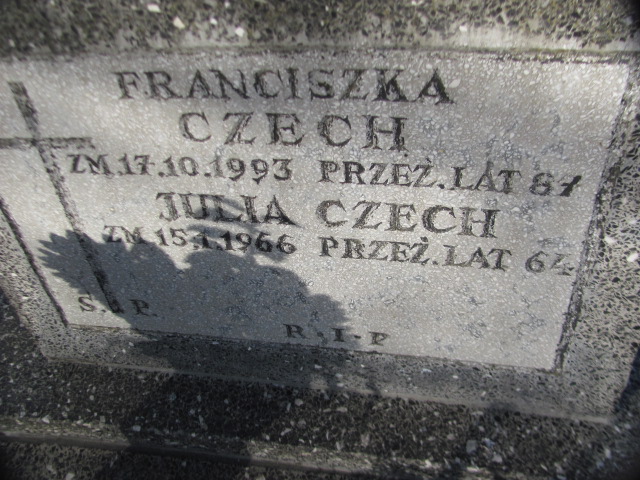 FRANCISZKA
CZECH
ZM.17.10.1993 PRZEŻ.LAT 87
JULIA CZECH
ZM.15.1.1966 PRZEŻ.LAT 64
Ś. P.
R-I-P